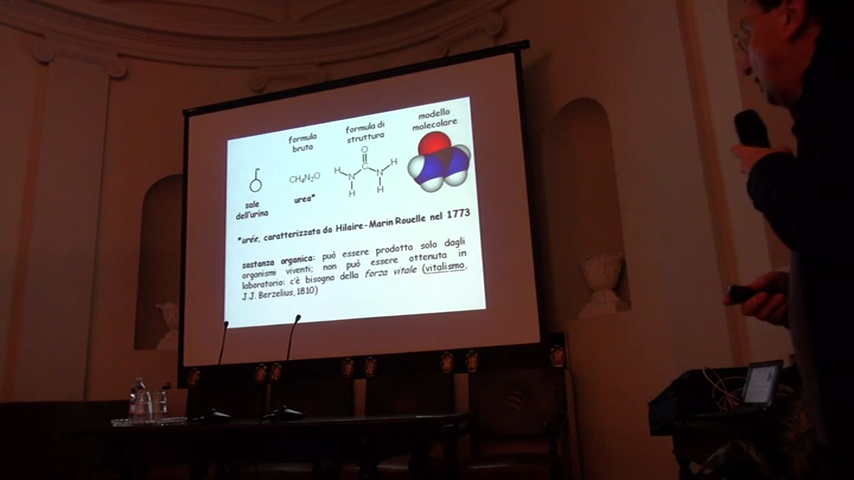 formula bruta
formula di struttura
modello molecolare
CH₄N₂O
O
C
H N N H
H H
sale dell'urina
urea*
*urée, caratterizzata da Hilaire-Marin Rouelle nel 1773
sostanza organica: può essere prodotta solo dagli
organismi viventi; non può essere ottenuta in
laboratorio: c'è bisogno della forza vitale (vitalismo,
J.J. Berzelius, 1810)